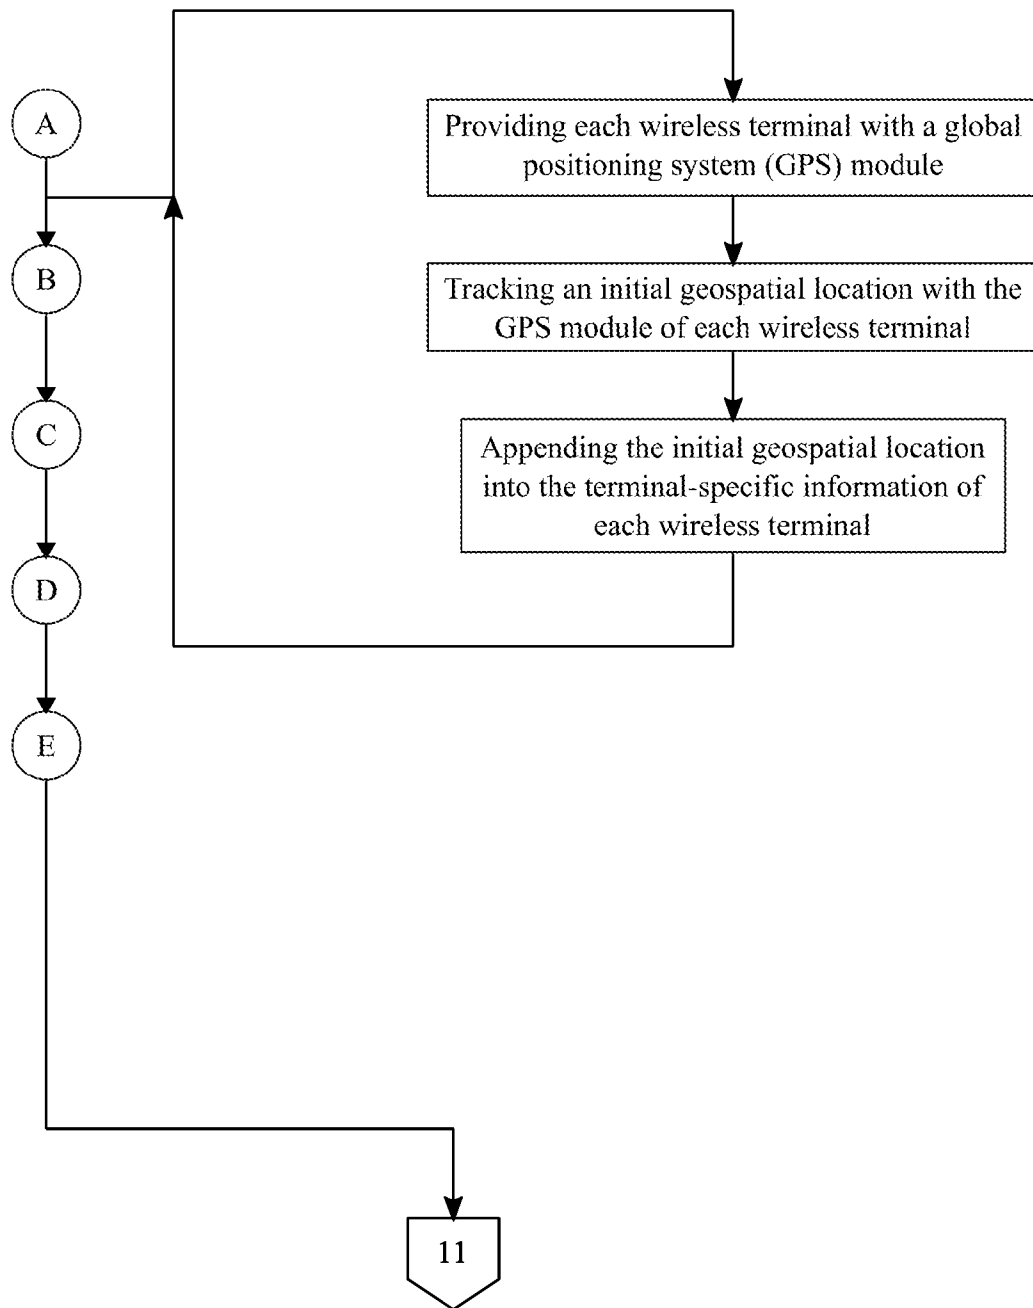 A
B
C
D
E
Providing each wireless terminal with a global
positioning system (GPS) module
Tracking an initial geospatial location with the
GPS module of each wireless terminal
Appending the initial geospatial location
into the terminal-specific information of
each wireless terminal
11